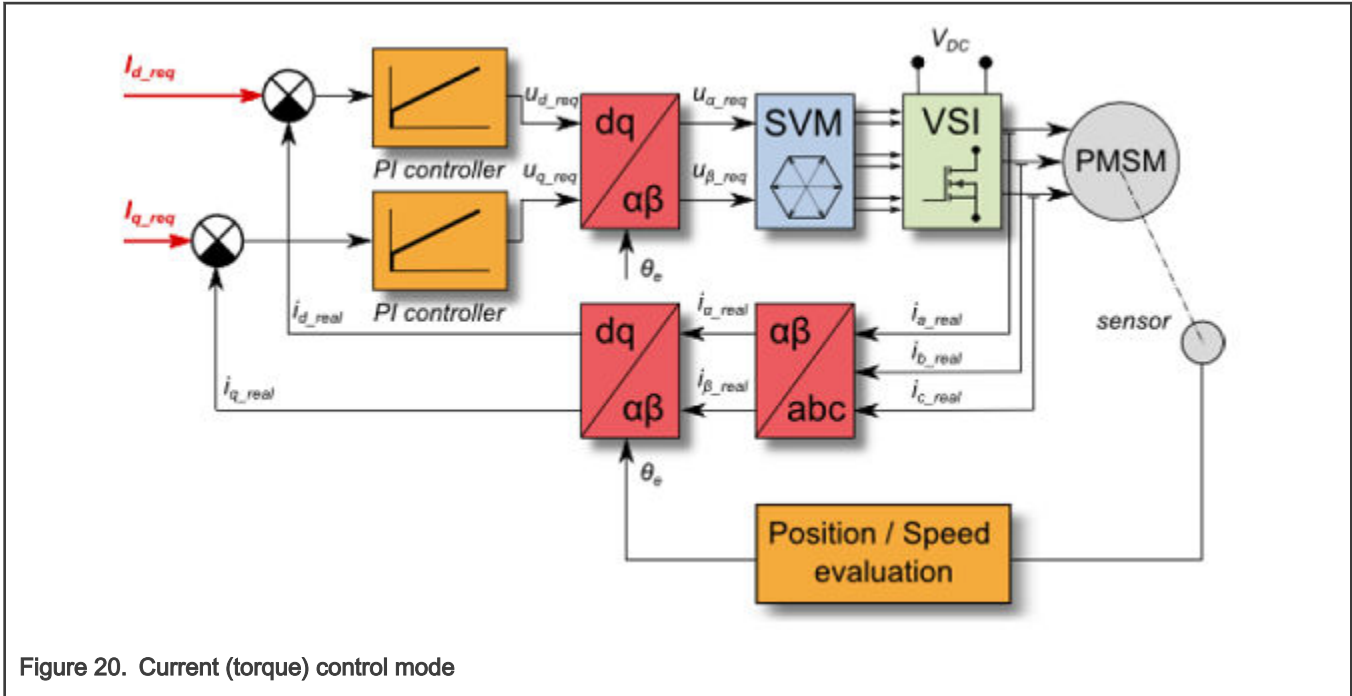 V_DC
I_d_req
u_d_req
u_α_req
dq
αβ
SVM
VSI
PMSM
PI controller
u_q_req
u_β_req
I_q_req
θ_e
i_d_real
PI controller
dq
αβ
i_α_real
αβ
abc
i_a_real
sensor
i_b_real
i_q_real
i_β_real
i_c_real
θ_e
Position / Speed
evaluation
Figure 20. Current (torque) control mode